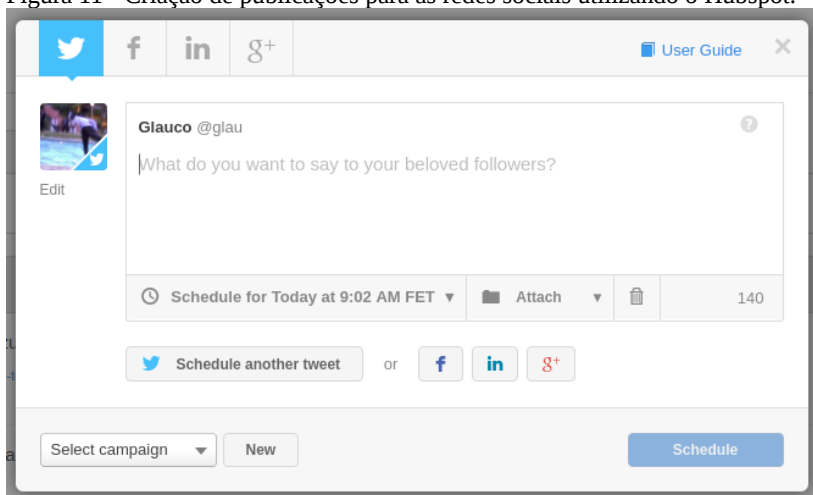 Figura 11 - Criação de publicações para as redes sociais utilizando o Hubspot.
f in g+ User Guide ×
Glauco @glau ?
What do you want to say to your beloved followers?
Edit
Schedule for Today at 9:02 AM FET ▼ Attach ▼ 140
Schedule another tweet or f in g+
Select campaign ▼ New Schedule